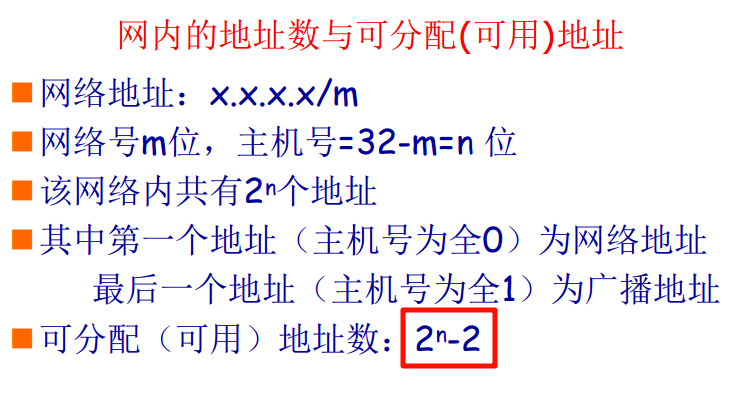 网内的地址数与可分配(可用)地址
网络地址：x.x.x.x/m
网络号m位，主机号=32-m=n 位
该网络内共有2ⁿ个地址
其中第一个地址（主机号为全0）为网络地址
最后一个地址（主机号为全1）为广播地址
可分配（可用）地址数：2ⁿ-2